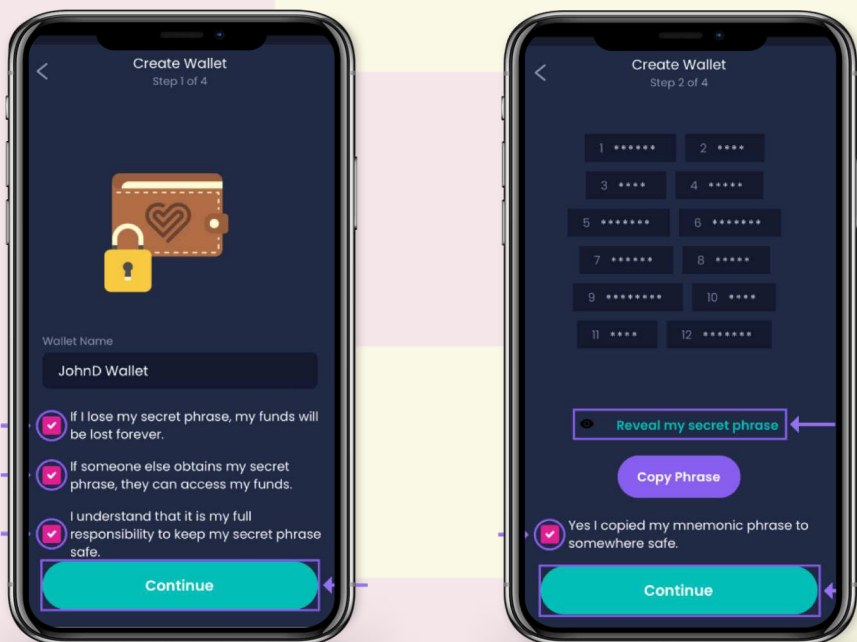 Create Wallet
Step 1 of 4
Wallet Name
JohnD Wallet
If I lose my secret phrase, my funds will
be lost forever.
If someone else obtains my secret
phrase, they can access my funds.
I understand that it is my full
responsibility to keep my secret phrase
safe.
Continue
Create Wallet
Step 2 of 4
1 ****** 2 ****
3 **** 4 *****
5 ******* 6 *******
7 ****** 8 *****
9 ******** 10 ****
11 **** 12 *******
Reveal my secret phrase
Copy Phrase
Yes I copied my mnemonic phrase to
somewhere safe.
Continue